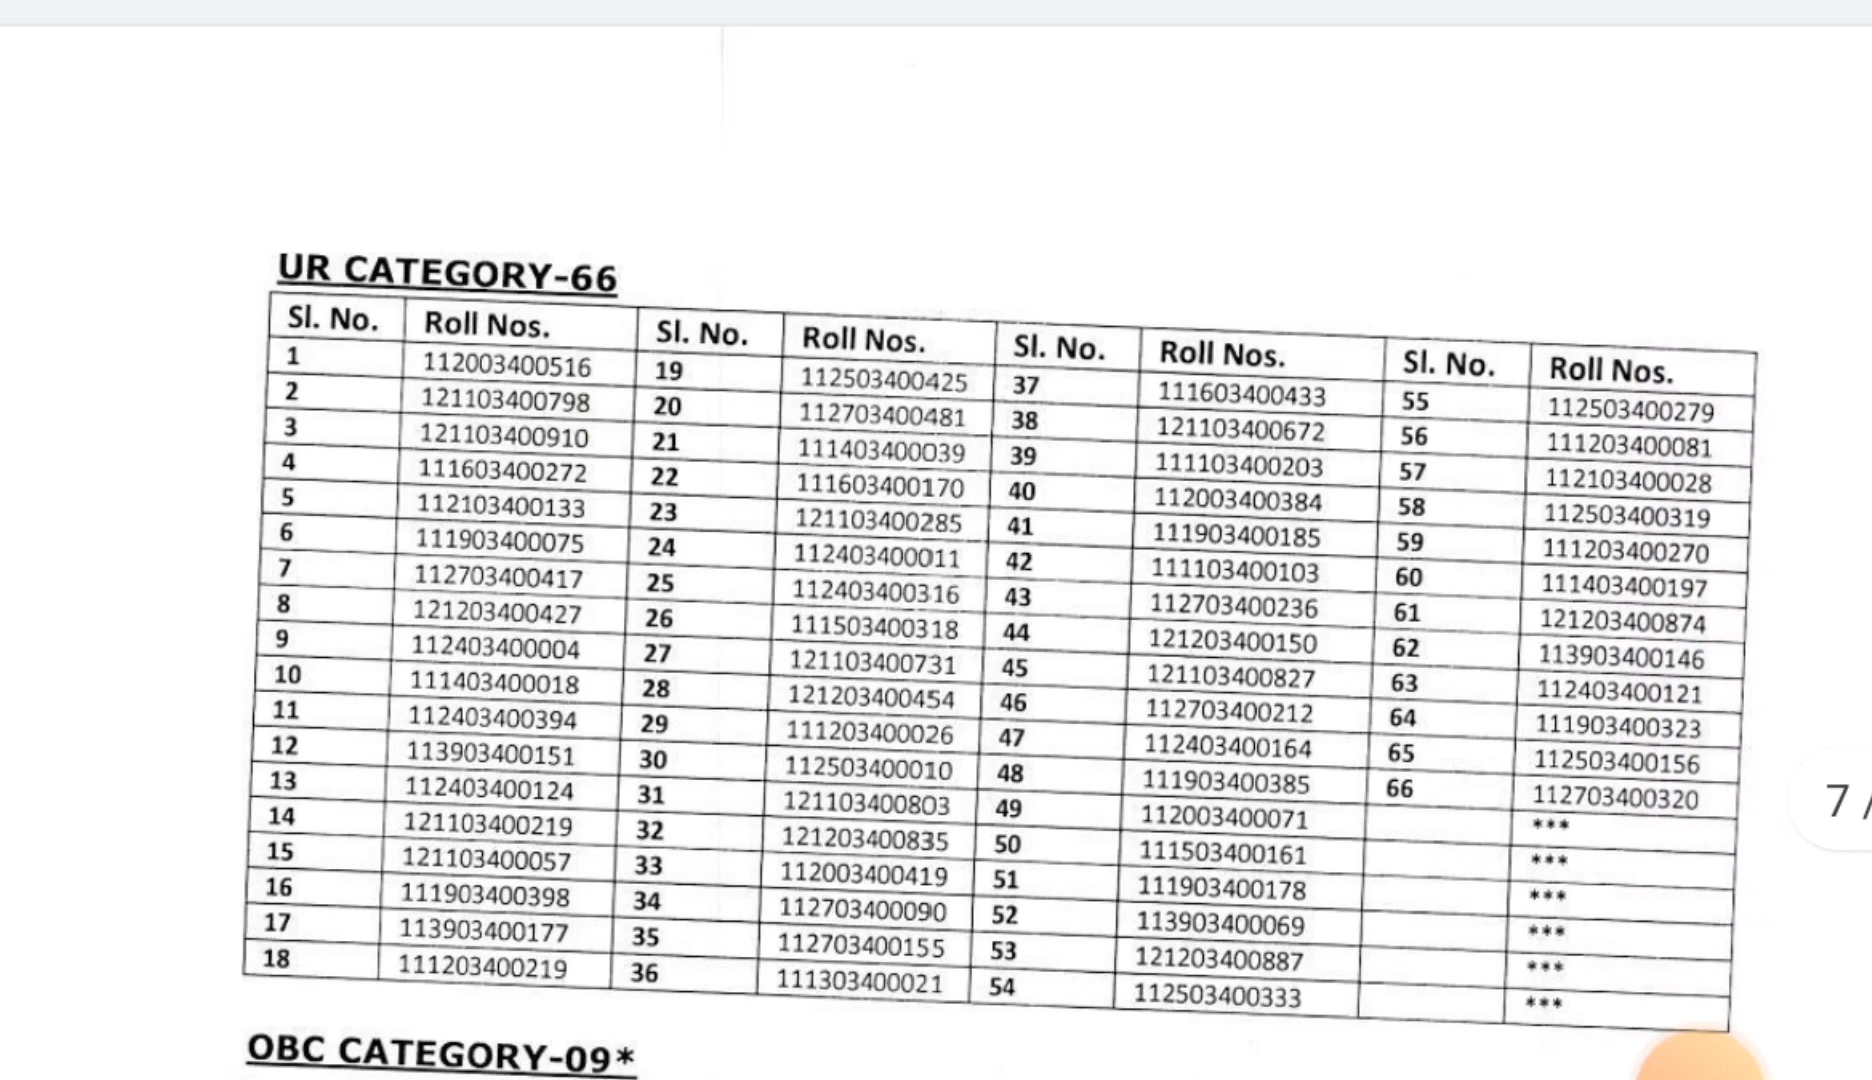 UR CATEGORY-66
Sl. No. Roll Nos. Sl. No. Roll Nos. Sl. No. Roll Nos. Sl. No. Roll Nos.
1 112003400516 19 112503400425 37 111603400433 55 112503400279
2 121103400798 20 112703400481 38 121103400672 56 111203400081
3 121103400910 21 111403400039 39 111103400203 57 112103400028
4 111603400272 22 111603400170 40 112003400384 58 112503400319
5 112103400133 23 121103400285 41 111903400185 59 111203400270
6 111903400075 24 112403400011 42 111103400103 60 111403400197
7 112703400417 25 112403400316 43 112703400236 61 121203400874
8 121203400427 26 111503400318 44 121203400150 62 113903400146
9 112403400004 27 121103400731 45 121103400827 63 112403400121
10 111403400018 28 121203400454 46 112703400212 64 111903400323
11 112403400394 29 111203400026 47 112403400164 65 112503400156
12 113903400151 30 112503400010 48 111903400385 66 112703400320
13 112403400124 31 121103400803 49 112003400071 ***
14 121103400219 32 121203400835 50 111503400161 ***
15 121103400057 33 112003400419 51 111903400178 ***
16 111903400398 34 112703400090 52 113903400069 ***
17 113903400177 35 112703400155 53 121203400887 ***
18 111203400219 36 111303400021 54 112503400333 ***
7 /
OBC CATEGORY-09*